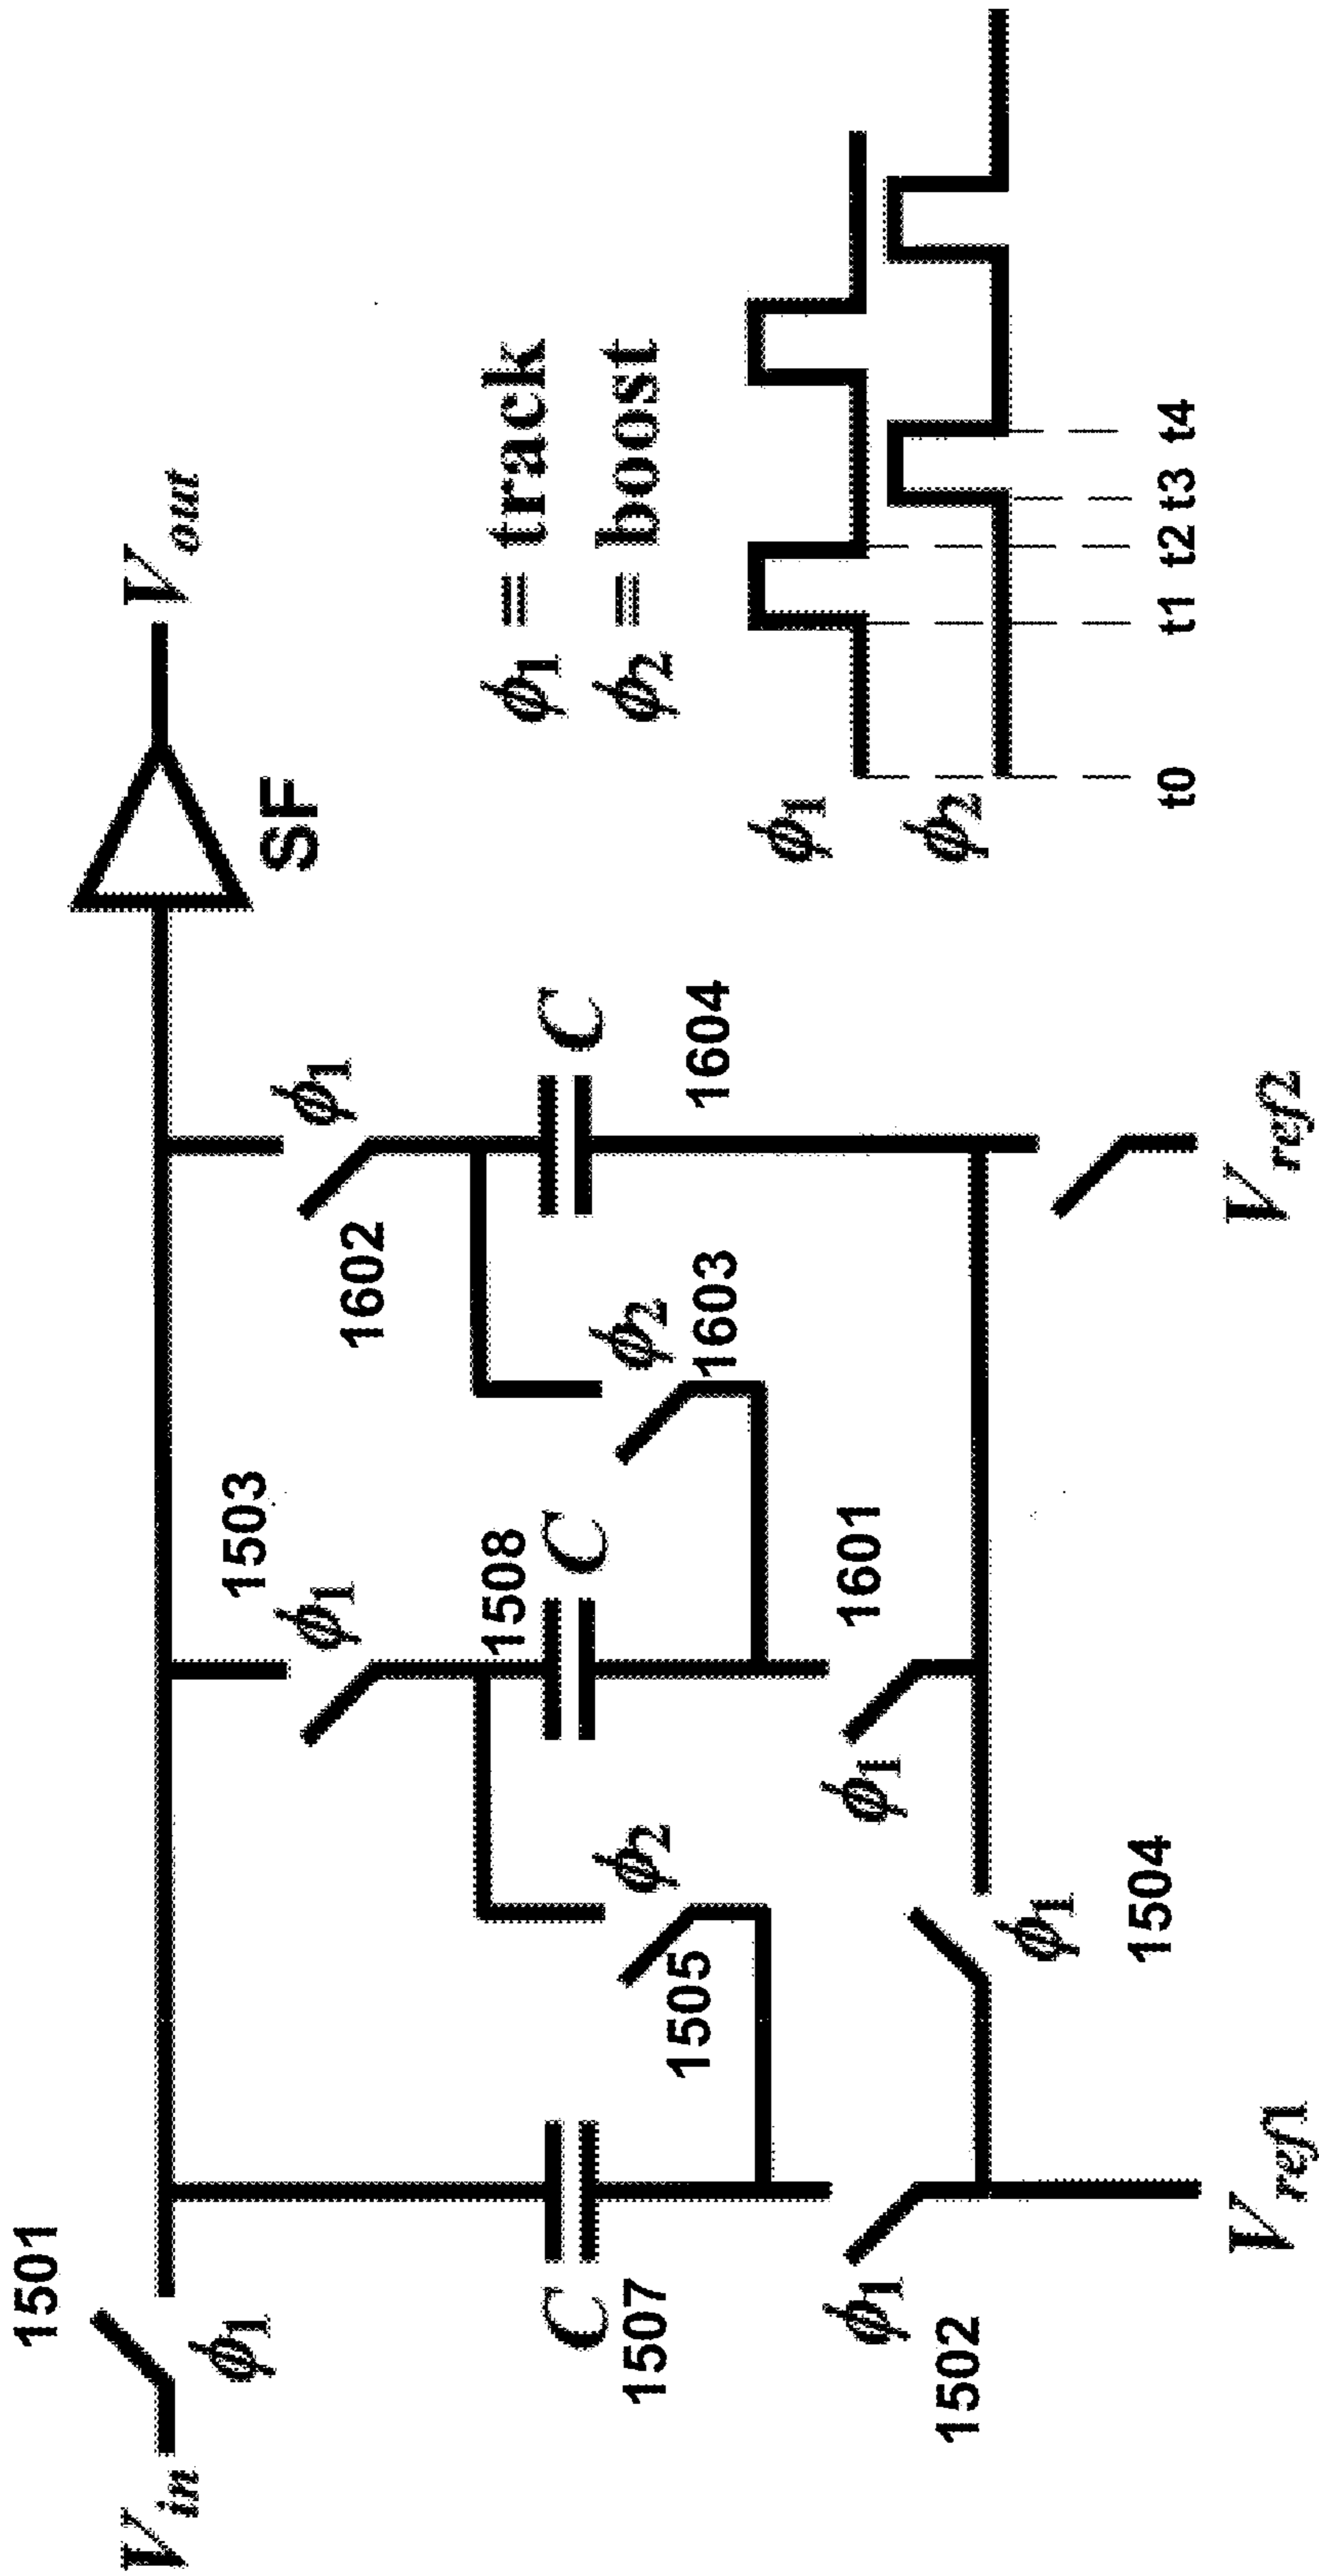 1501
V_in
ϕ1
V_out
SF
1503
ϕ1
ϕ1
1602
C
1507
1508
C
C
1604
ϕ2
1505
ϕ2
1603
ϕ1
1502
ϕ1
1601
ϕ1
1504
V_ref1
V_ref2
ϕ1 = track
ϕ2 = boost
ϕ1
ϕ2
t0 t1 t2 t3 t4